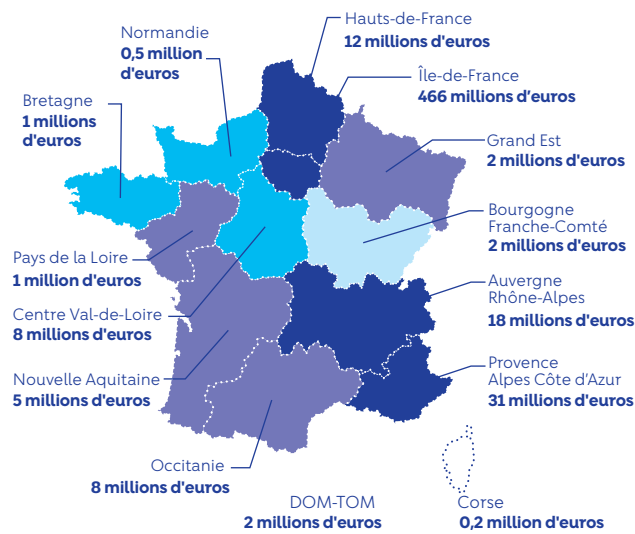 Hauts-de-France
12 millions d'euros
Normandie
0,5 million
d'euros
Île-de-France
466 millions d'euros
Bretagne
1 millions
d'euros
Grand Est
2 millions d'euros
Bourgogne
Franche-Comté
2 millions d'euros
Pays de la Loire
1 million d'euros
Auvergne
Rhône-Alpes
18 millions d'euros
Centre Val-de-Loire
8 millions d'euros
Provence
Alpes Côte d'Azur
31 millions d'euros
Nouvelle Aquitaine
5 millions d'euros
Occitanie
8 millions d'euros
DOM-TOM
2 millions d'euros
Corse
0,2 million d'euros